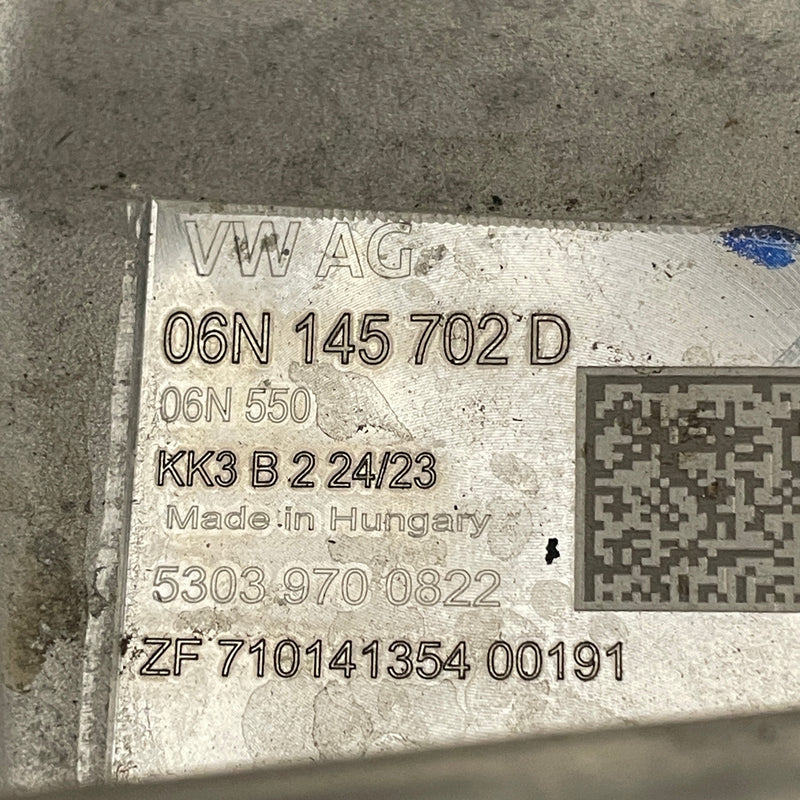 VW AG
06N 145 702 D
06N 550
KK3 B 2 24/23
Made in Hungary
5303 970 0822
ZF 710141354 00191